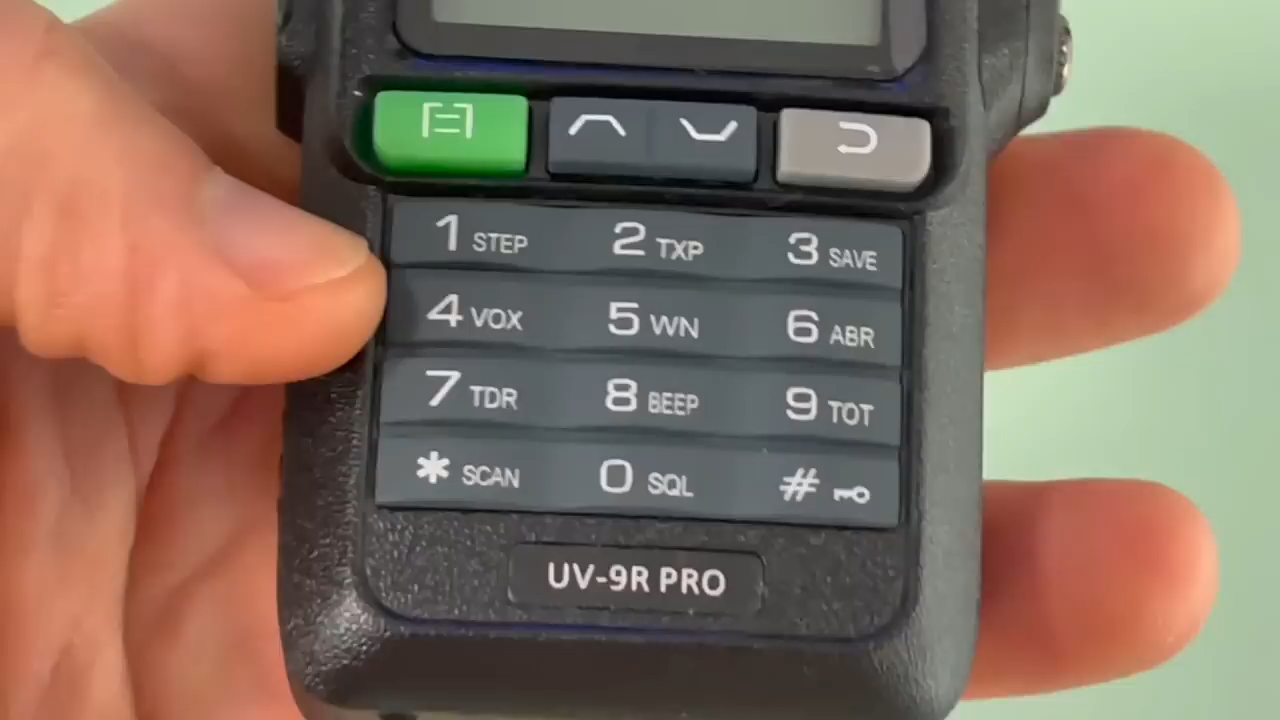 1 STEP 2 TXP 3 SAVE
4 VOX 5 WN 6 ABR
7 TDR 8 BEEP 9 TOT
* SCAN 0 SQL #
UV-9R PRO